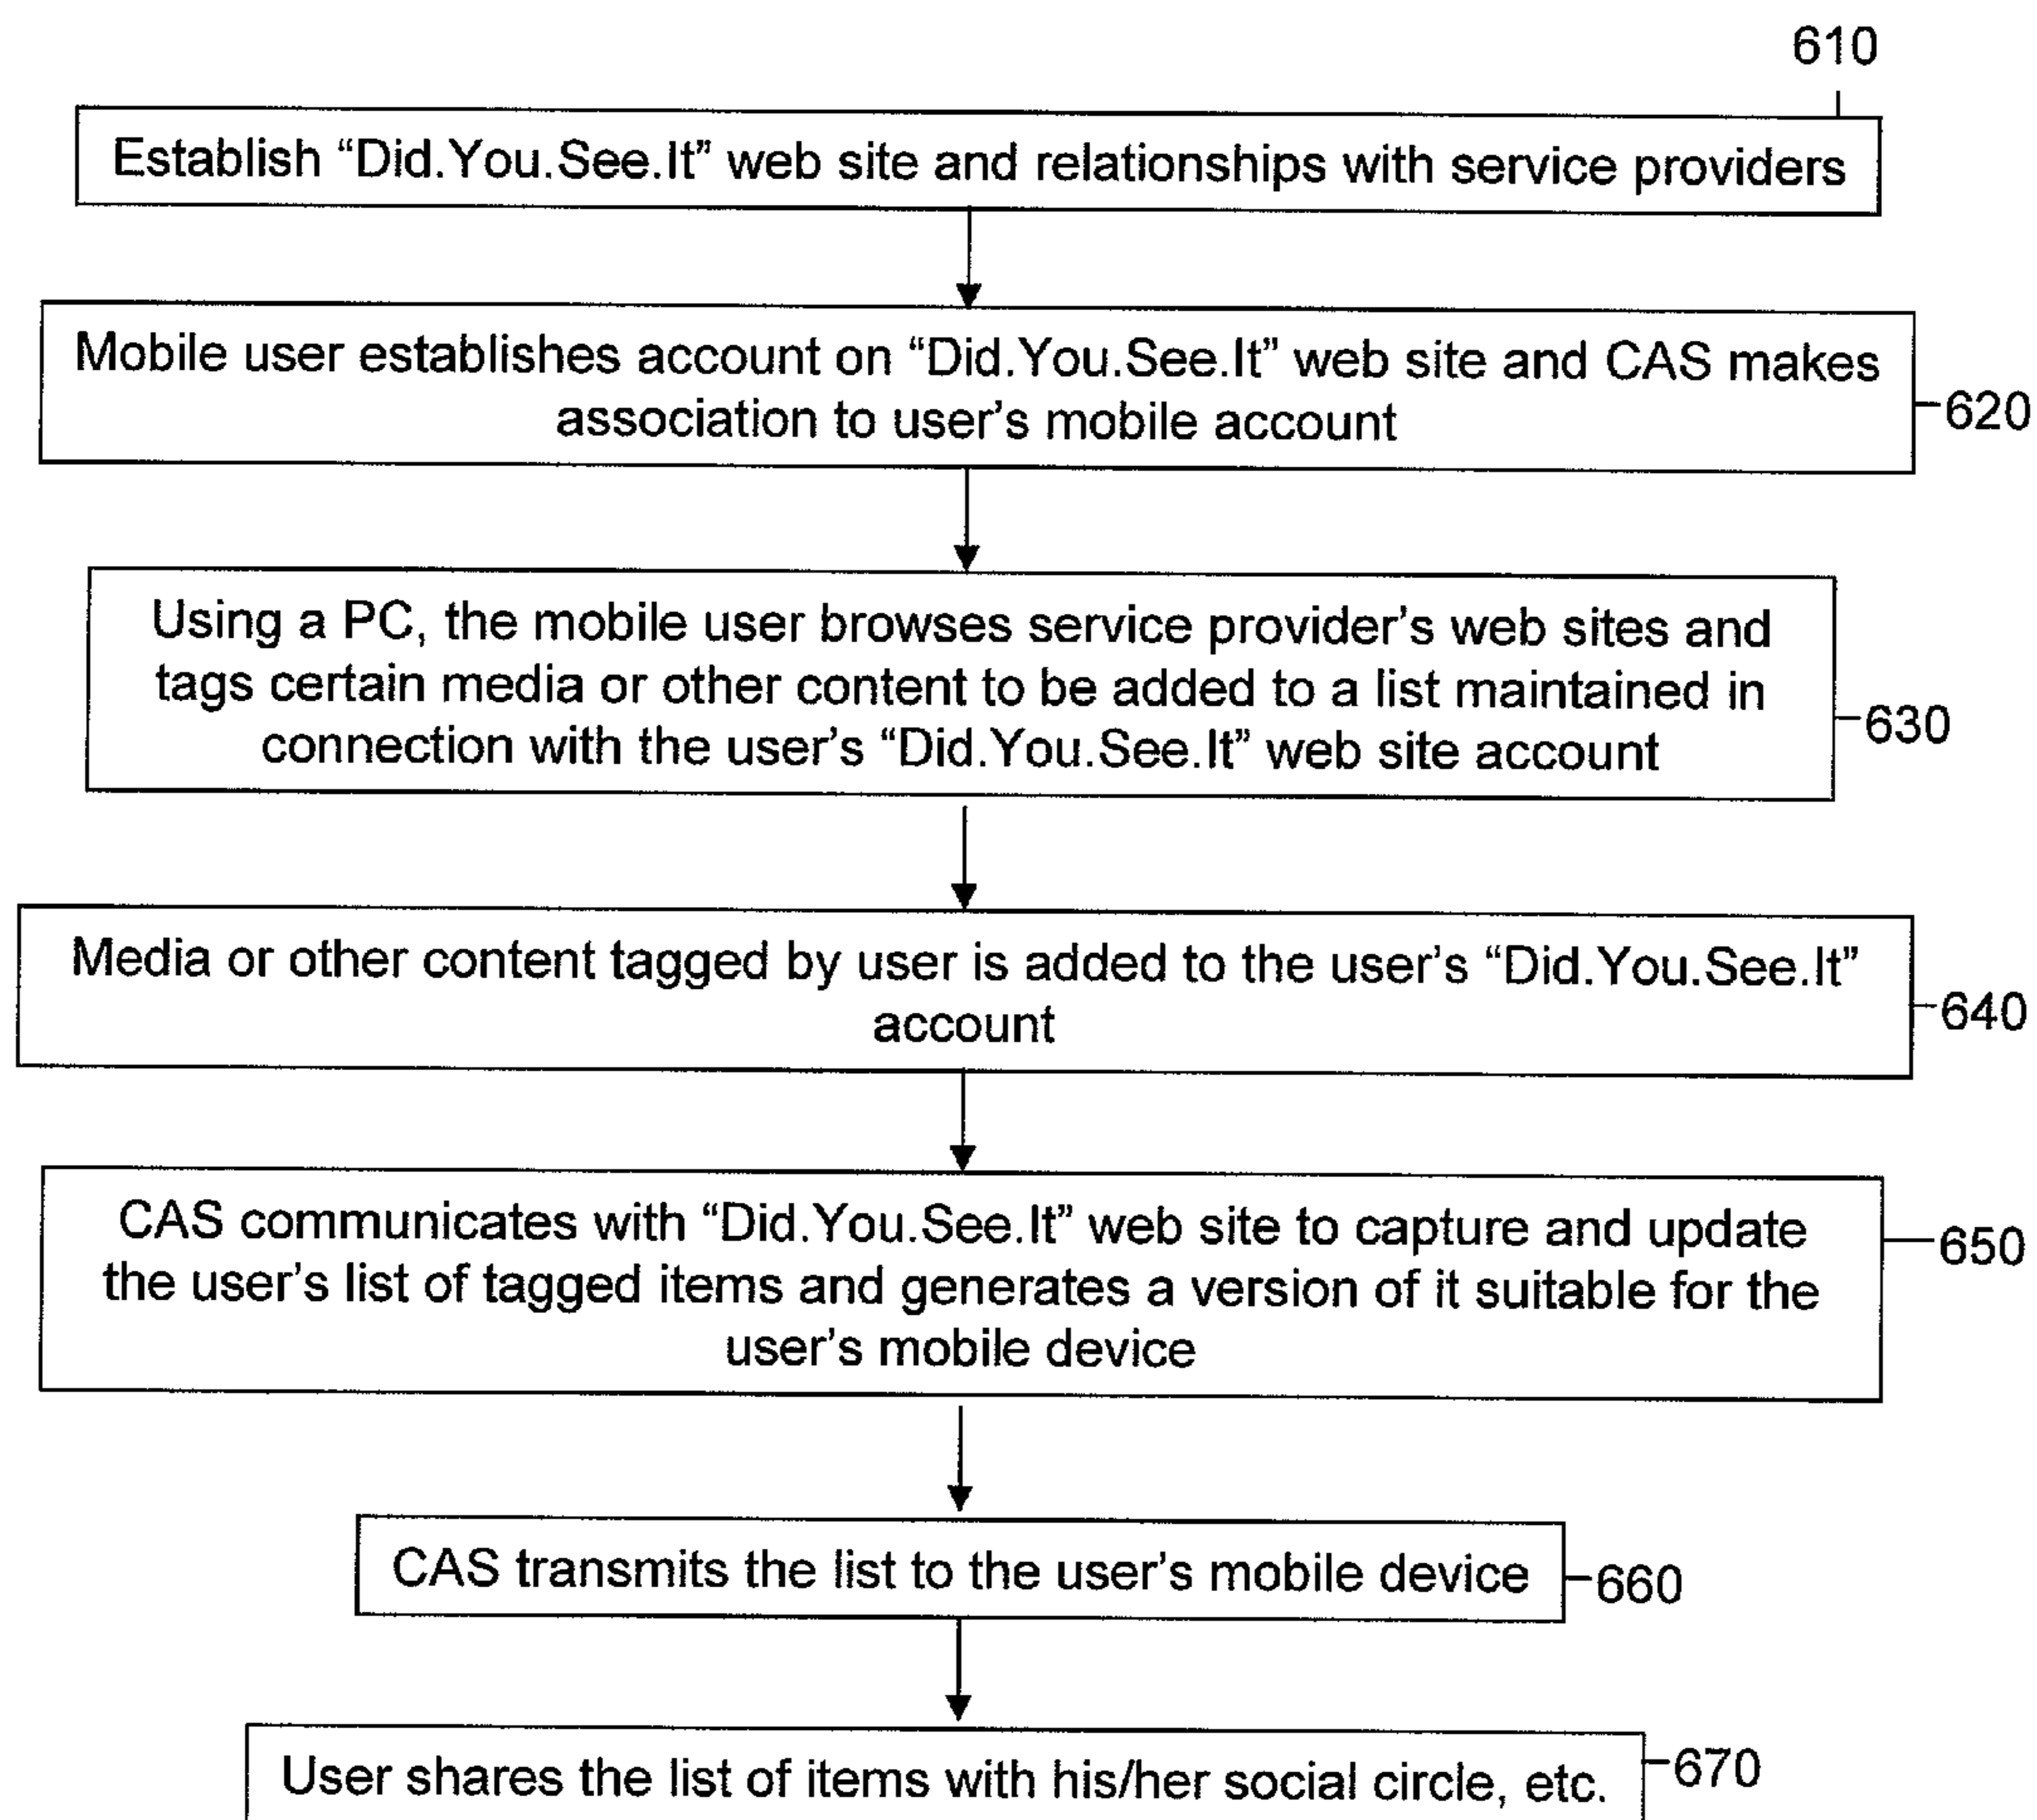 610
Establish “Did.You.See.It” web site and relationships with service providers
Mobile user establishes account on “Did.You.See.It” web site and CAS makes
association to user’s mobile account
620
Using a PC, the mobile user browses service provider’s web sites and
tags certain media or other content to be added to a list maintained in
connection with the user’s “Did.You.See.It” web site account
630
Media or other content tagged by user is added to the user’s “Did.You.See.It”
account
640
CAS communicates with “Did.You.See.It” web site to capture and update
the user’s list of tagged items and generates a version of it suitable for the
user’s mobile device
650
CAS transmits the list to the user’s mobile device
660
User shares the list of items with his/her social circle, etc.
670